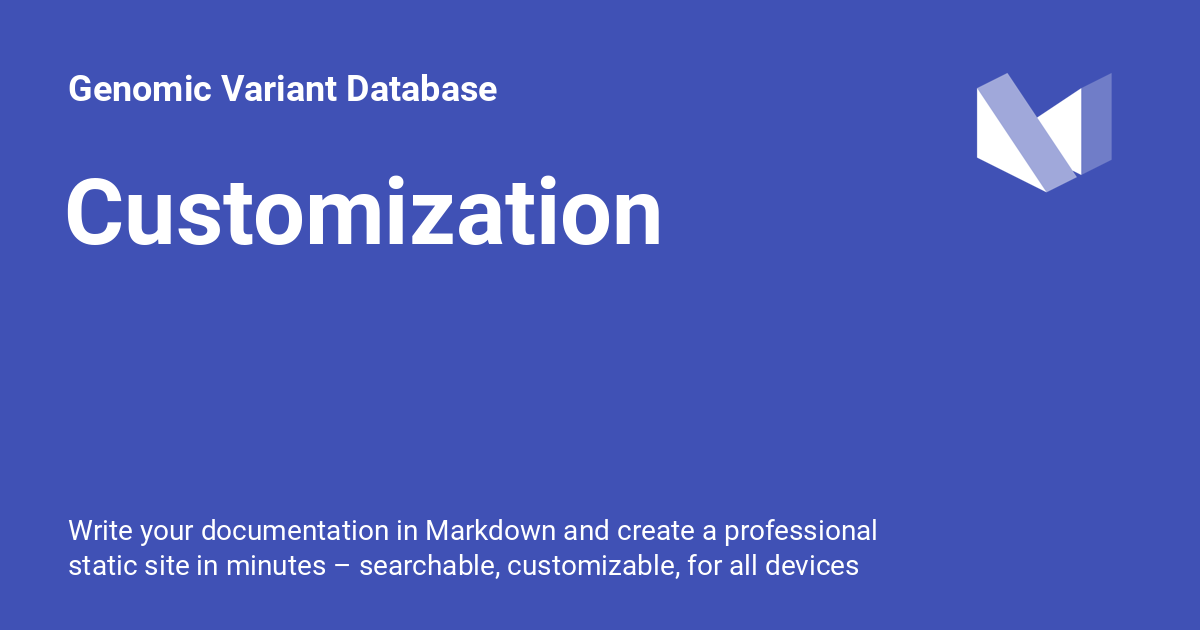 Genomic Variant Database
Customization
Write your documentation in Markdown and create a professional
static site in minutes – searchable, customizable, for all devices